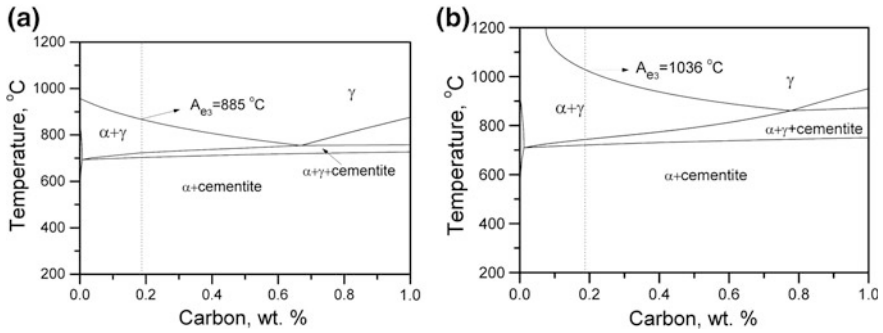 (a)
1200
1000
800
600
400
200
Temperature, °C
A_e3=885 °C
γ
α+γ
α+γ+cementite
α+cementite
0.0 0.2 0.4 0.6 0.8 1.0
Carbon, wt. %
(b)
1200
1000
800
600
400
200
Temperature, °C
A_e3=1036 °C
γ
α+γ
α+γ+cementite
α+cementite
0.0 0.2 0.4 0.6 0.8 1.0
Carbon, wt. %